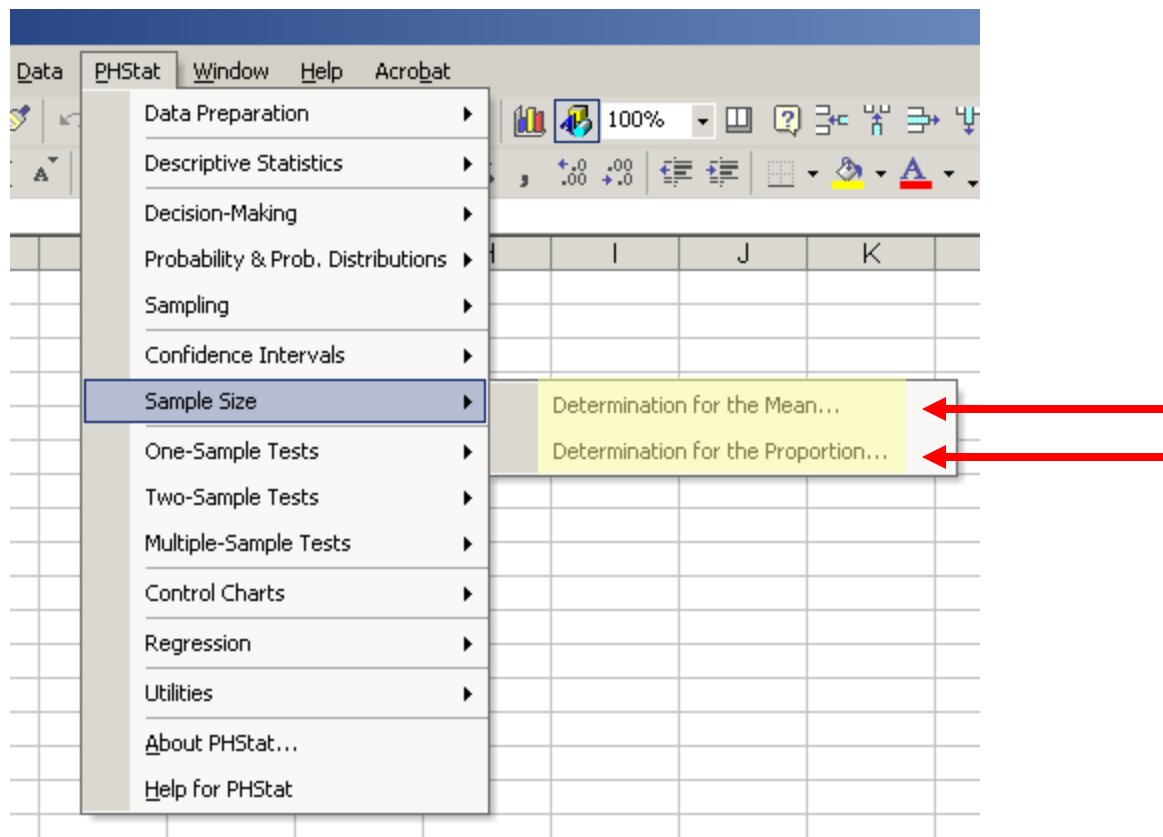 Data PHStat Window Help Acrobat
Data Preparation
100%
Descriptive Statistics
Decision-Making
Probability & Prob. Distributions
I J K
Sampling
Confidence Intervals
Sample Size
Determination for the Mean...
Determination for the Proportion...
One-Sample Tests
Two-Sample Tests
Multiple-Sample Tests
Control Charts
Regression
Utilities
About PHStat...
Help for PHStat